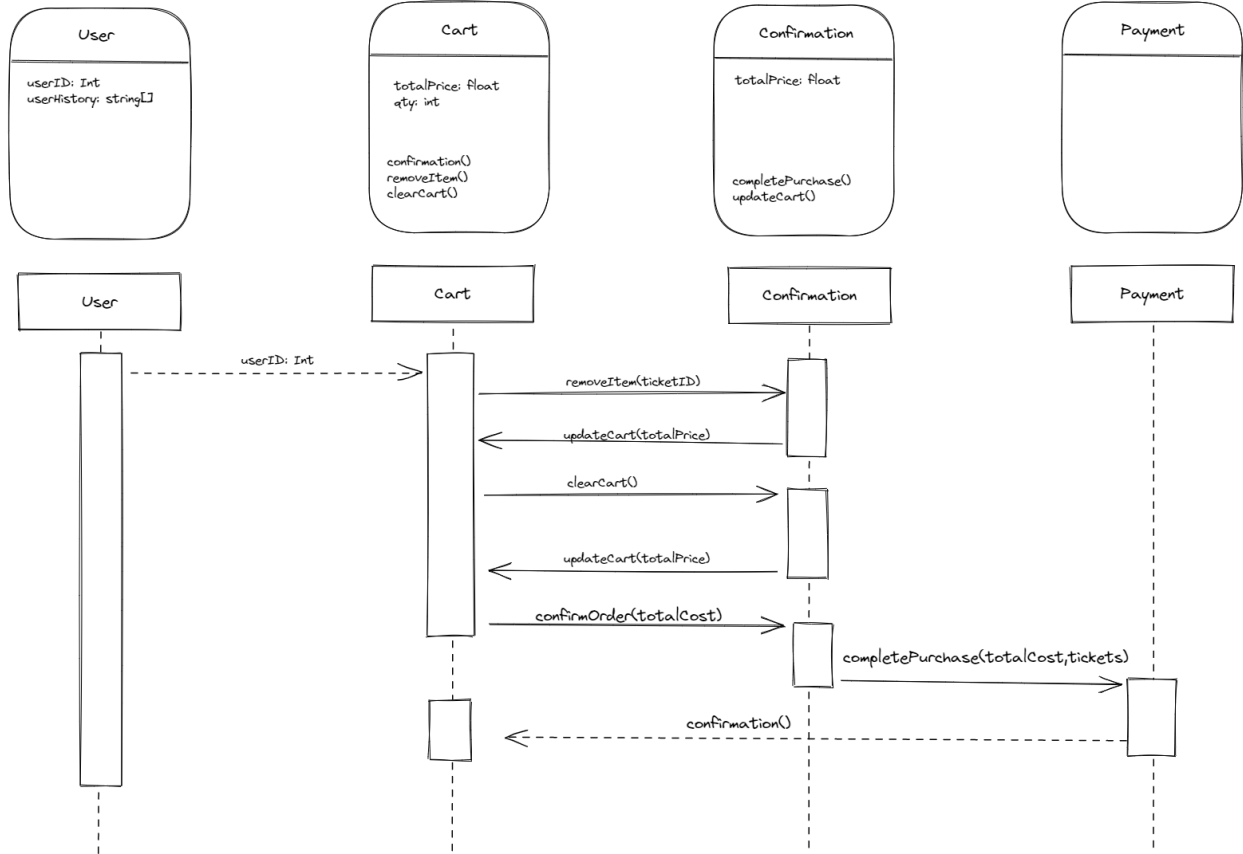 User
userID: Int
userHistory: string[]
Cart
totalPrice: float
qty: int
confirmation()
removeItem()
clearCart()
Confirmation
totalPrice: float
completePurchase()
updateCart()
Payment
User
Cart
Confirmation
Payment
userID: Int
removeItem(ticketID)
updateCart(totalPrice)
clearCart()
updateCart(totalPrice)
confirmOrder(totalCost)
completePurchase(totalCost,tickets)
confirmation()